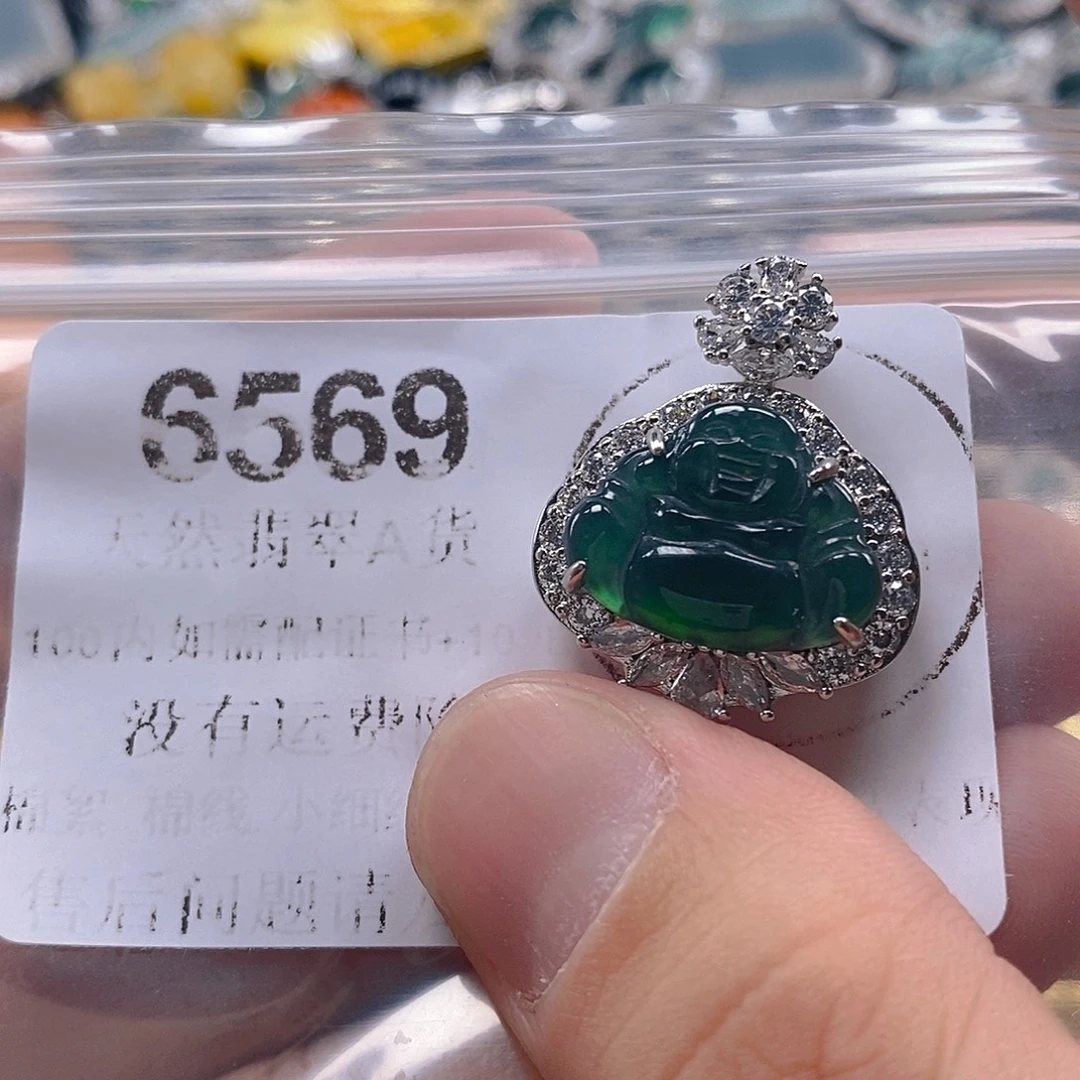 6569
天然翡翠A货
100内如需配证书+10
没有运费
棉絮 棉线 小细
售后问题请